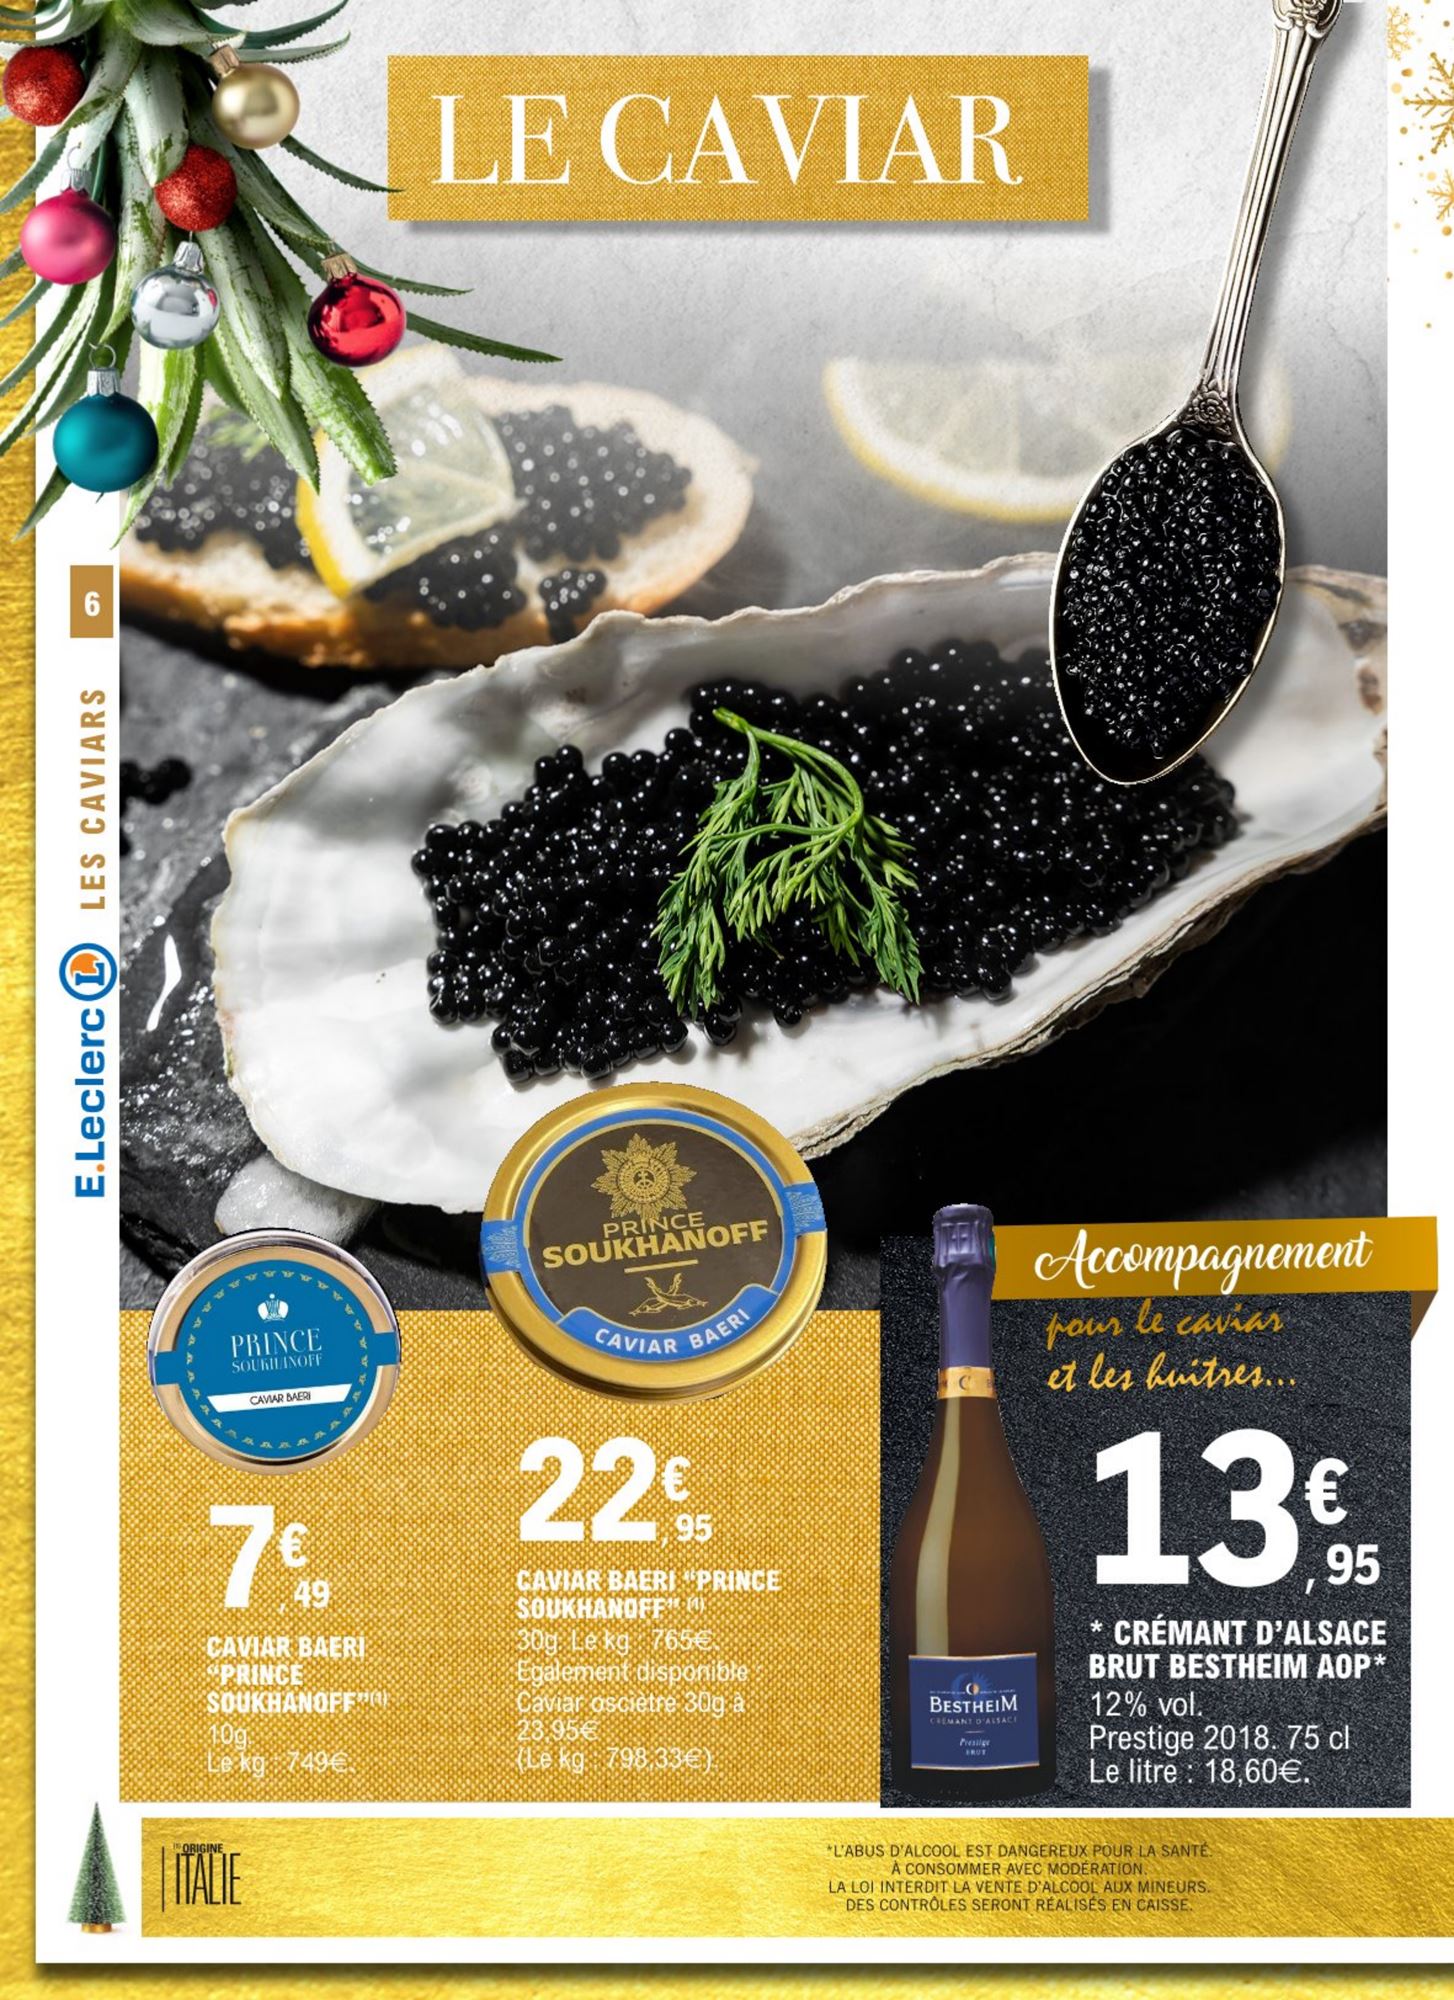 LE CAVIAR
6
LES CAVIARS
E.Leclerc L
PRINCE
SOUKHANOFF
CAVIAR BAERI
PRINCE
SOUKHANOFF
CAVIAR BAERI
7€,49
CAVIAR BAERI
“PRINCE
SOUKHANOFF”(1)
10g.
Le kg : 749€.
22€,95
CAVIAR BAERI “PRINCE
SOUKHANOFF” (1)
30g. Le kg : 765€.
Egalement disponible :
Caviar osciètre 30g à
23,95€
(Le kg : 798,33€).
Accompagnement
pour le caviar
et les huîtres...
13€,95
* CRÉMANT D’ALSACE
BRUT BESTHEIM AOP*
12% vol.
Prestige 2018. 75 cl
Le litre : 18,60€.
BESTHEIM
CRÉMANT D'ALSACE
Prestige
BRUT
(1) ORIGINE
ITALIE
*L’ABUS D’ALCOOL EST DANGEREUX POUR LA SANTÉ.
À CONSOMMER AVEC MODÉRATION.
LA LOI INTERDIT LA VENTE D’ALCOOL AUX MINEURS.
DES CONTRÔLES SERONT RÉALISÉS EN CAISSE.